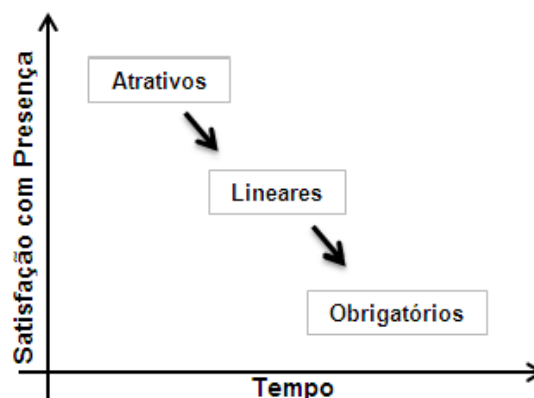 Satisfação com Presença
Atrativos
Lineares
Obrigatórios
Tempo